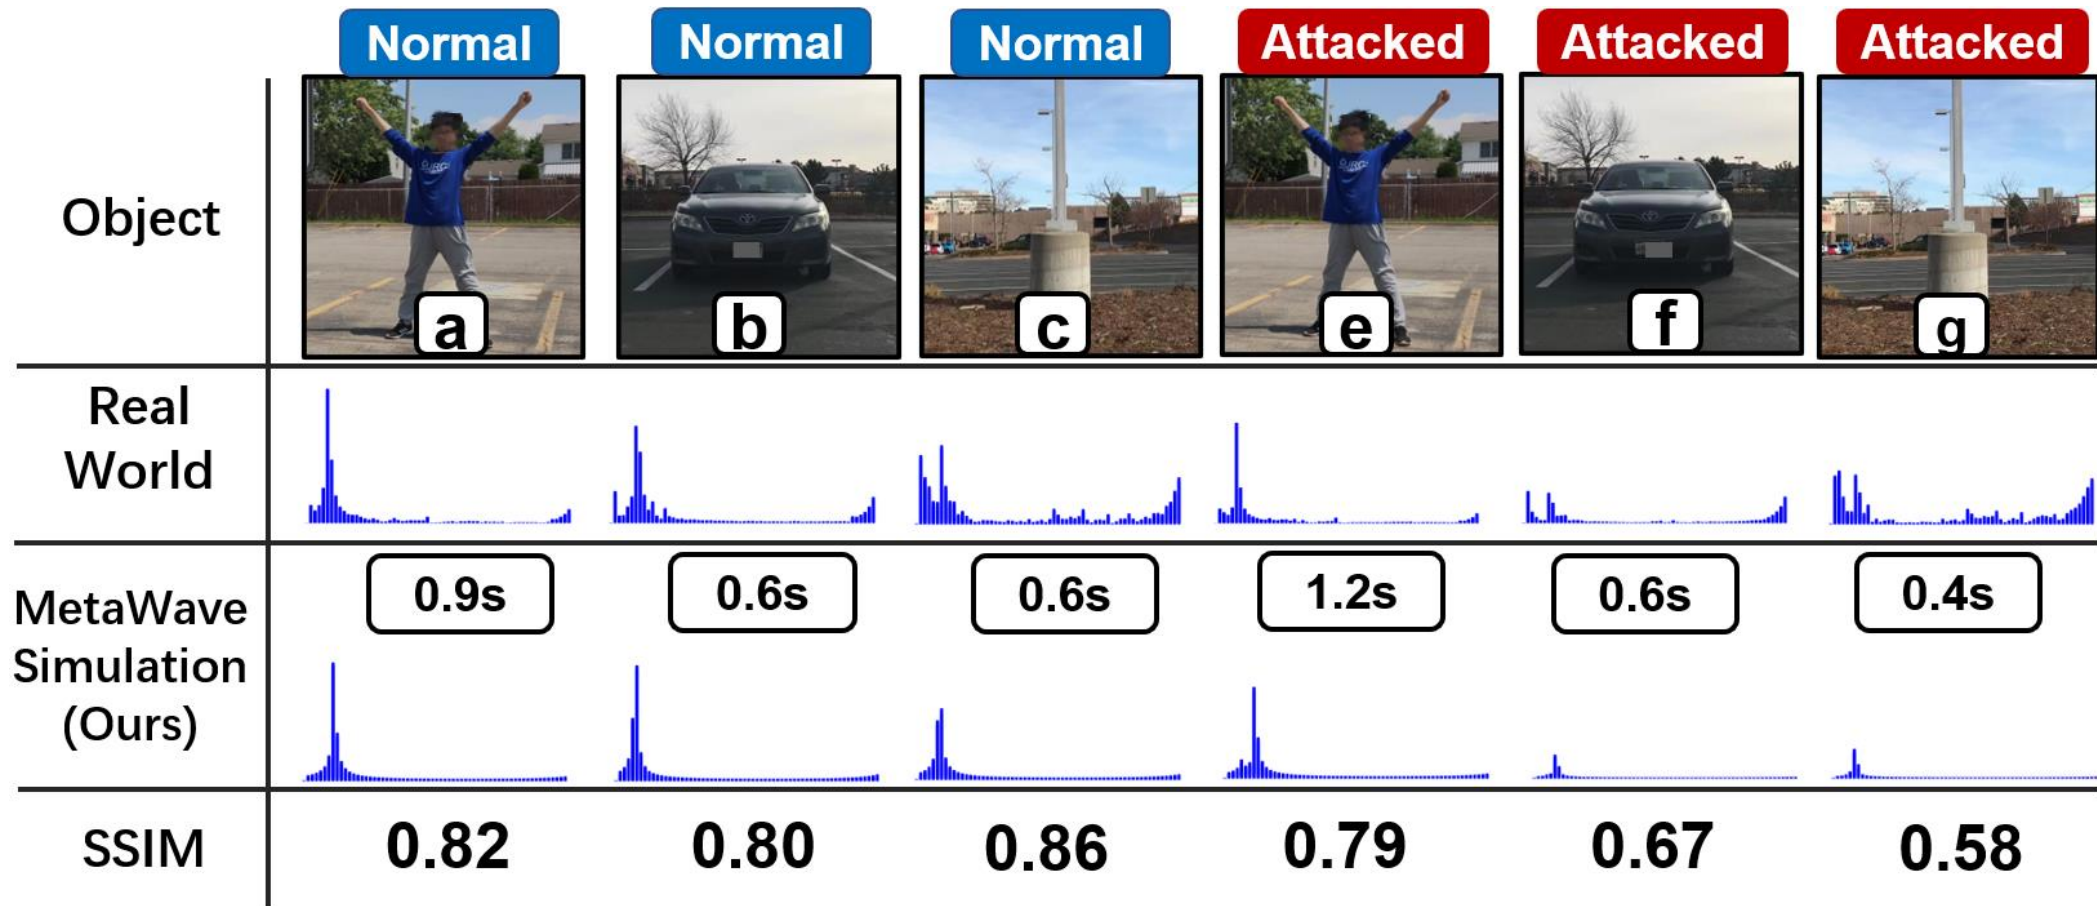 Normal Normal Normal Attacked Attacked Attacked
Object
a b c e f g
Real
World
0.9s 0.6s 0.6s 1.2s 0.6s 0.4s
MetaWave
Simulation
(Ours)
SSIM 0.82 0.80 0.86 0.79 0.67 0.58